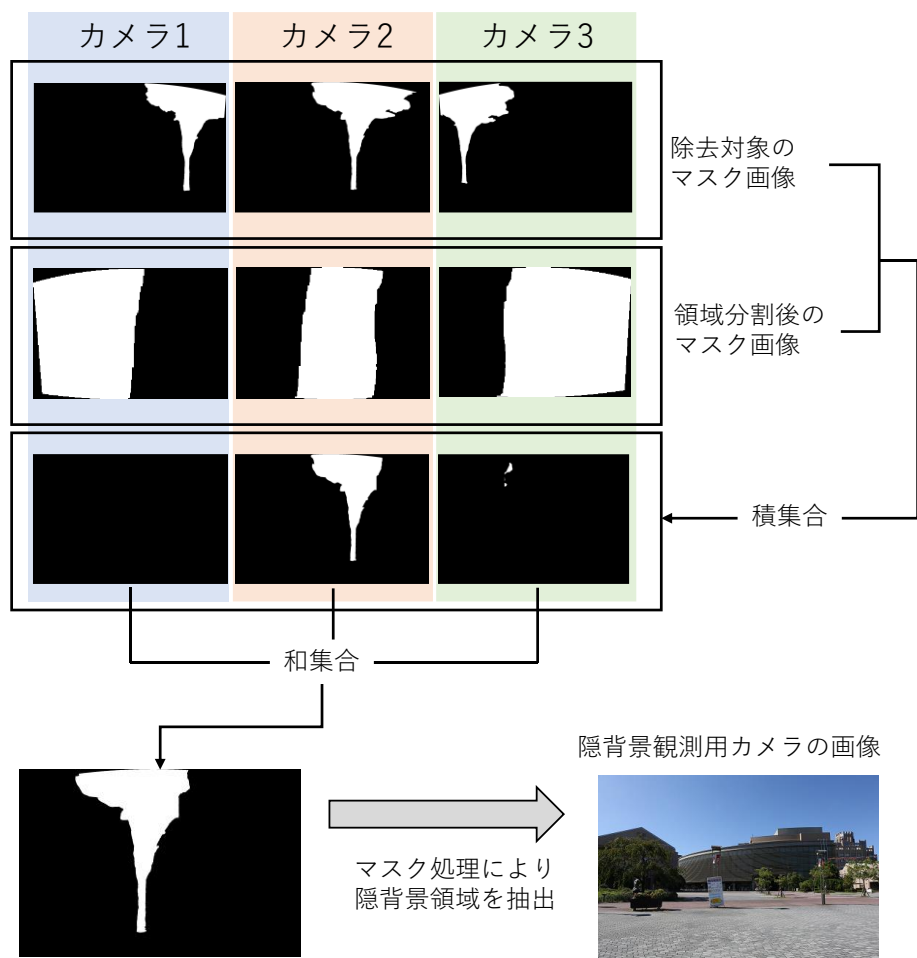 カメラ1
カメラ2
カメラ3
除去対象の
マスク画像
領域分割後の
マスク画像
積集合
和集合
隠背景観測用カメラの画像
マスク処理により
隠背景領域を抽出